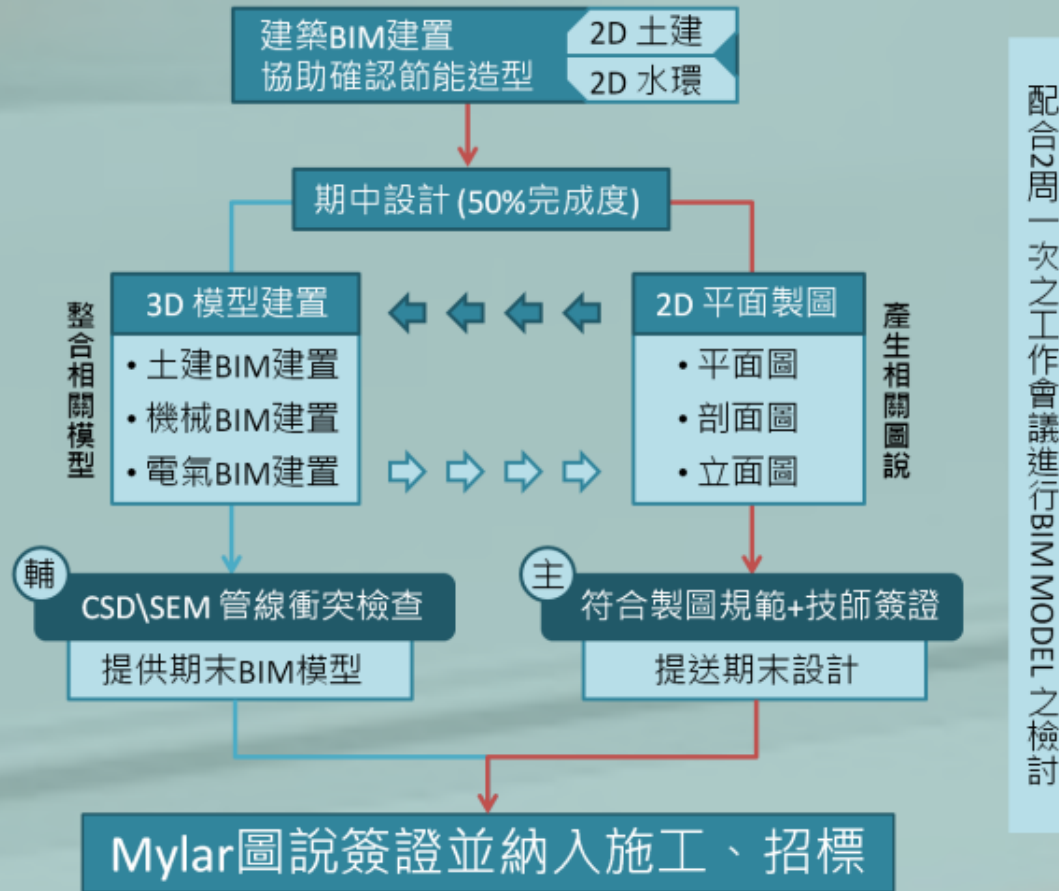 建築BIM建置
協助確認節能造型
2D 土建
2D 水環
期中設計 (50%完成度)
整合相關模型
3D 模型建置
• 土建BIM建置
• 機械BIM建置
• 電氣BIM建置
2D 平面製圖
• 平面圖
• 剖面圖
• 立面圖
產生相關圖說
輔
CSD\SEM 管線衝突檢查
提供期末BIM模型
主
符合製圖規範+技師簽證
提送期末設計
Mylar圖說簽證並納入施工、招標
配合2周一次之工作會議進行BIM MODEL 之檢討